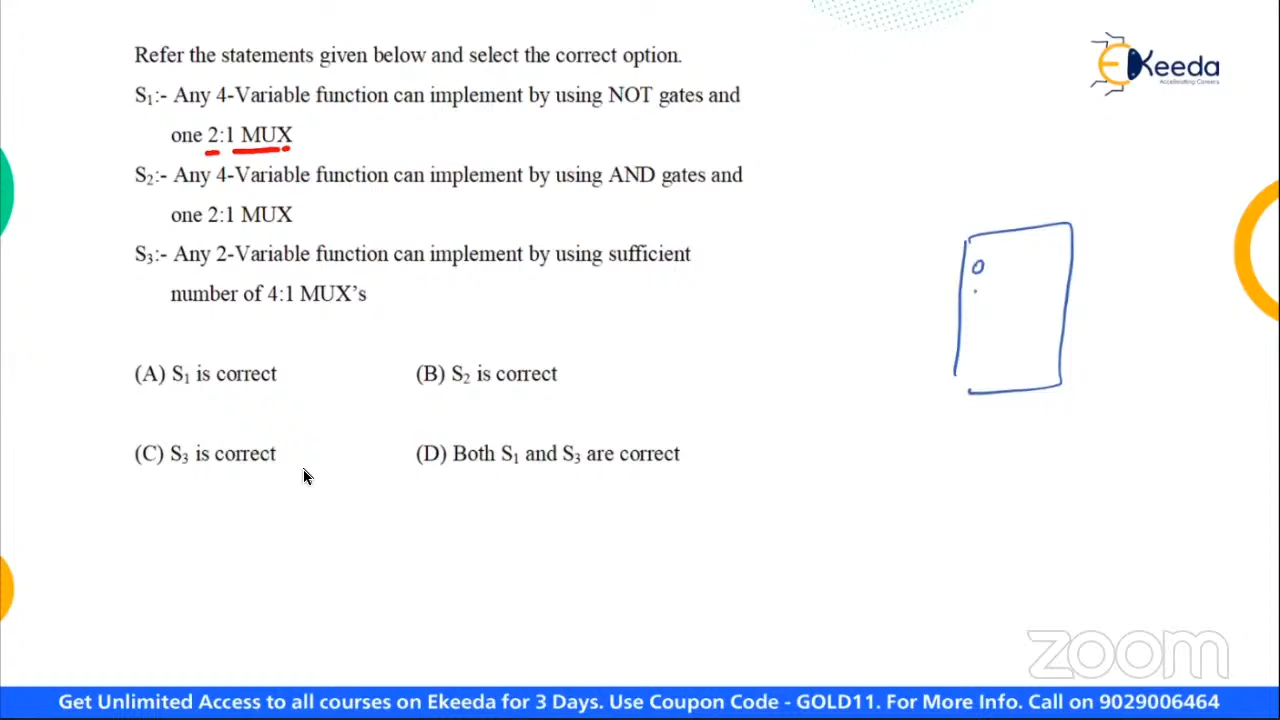 Refer the statements given below and select the correct option.
S₁:- Any 4-Variable function can implement by using NOT gates and
one 2:1 MUX
S₂:- Any 4-Variable function can implement by using AND gates and
one 2:1 MUX
S₃:- Any 2-Variable function can implement by using sufficient
number of 4:1 MUX’s
(A) S₁ is correct
(B) S₂ is correct
(C) S₃ is correct
(D) Both S₁ and S₃ are correct
EKeeda
Accelerating Careers
0
zoom
Get Unlimited Access to all courses on Ekeeda for 3 Days. Use Coupon Code - GOLD11. For More Info. Call on 9029006464